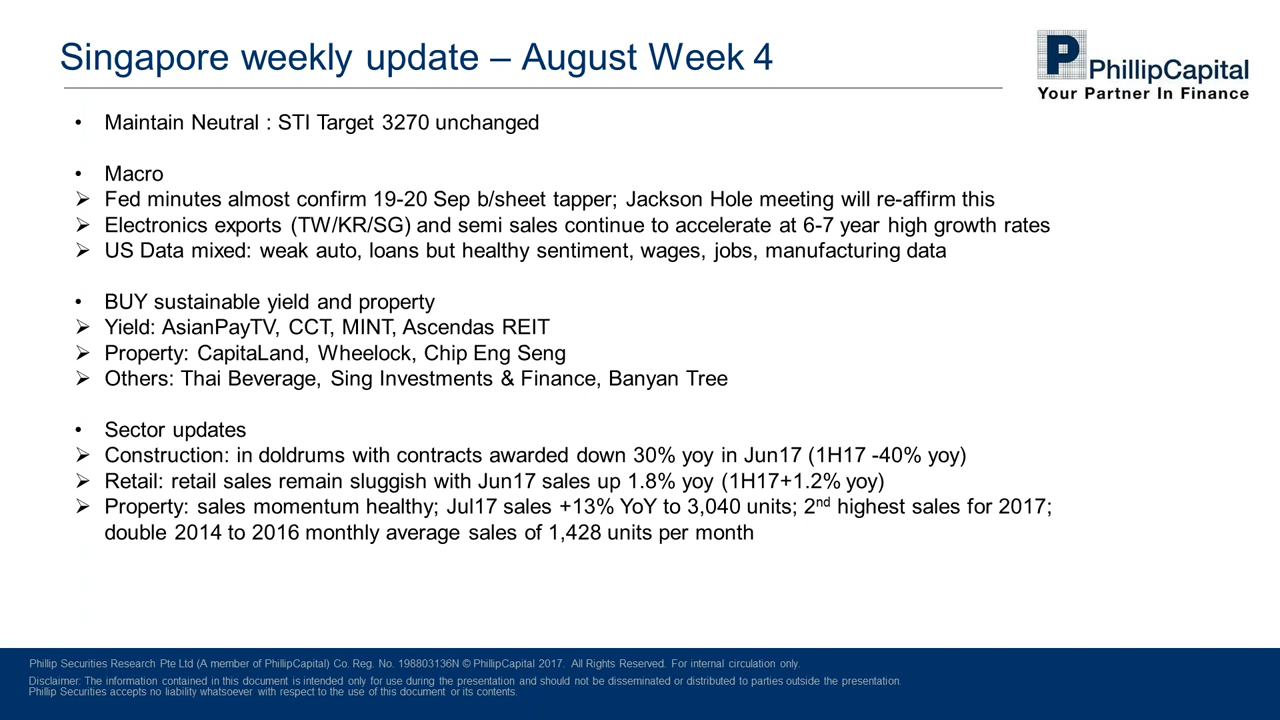 Singapore weekly update – August Week 4
P PhillipCapital
Your Partner In Finance
• Maintain Neutral : STI Target 3270 unchanged
• Macro
➢ Fed minutes almost confirm 19-20 Sep b/sheet tapper; Jackson Hole meeting will re-affirm this
➢ Electronics exports (TW/KR/SG) and semi sales continue to accelerate at 6-7 year high growth rates
➢ US Data mixed: weak auto, loans but healthy sentiment, wages, jobs, manufacturing data
• BUY sustainable yield and property
➢ Yield: AsianPayTV, CCT, MINT, Ascendas REIT
➢ Property: CapitaLand, Wheelock, Chip Eng Seng
➢ Others: Thai Beverage, Sing Investments & Finance, Banyan Tree
• Sector updates
➢ Construction: in doldrums with contracts awarded down 30% yoy in Jun17 (1H17 -40% yoy)
➢ Retail: retail sales remain sluggish with Jun17 sales up 1.8% yoy (1H17+1.2% yoy)
➢ Property: sales momentum healthy; Jul17 sales +13% YoY to 3,040 units; 2nd highest sales for 2017;
double 2014 to 2016 monthly average sales of 1,428 units per month
Phillip Securities Research Pte Ltd (A member of PhillipCapital) Co. Reg. No. 198803136N © PhillipCapital 2017. All Rights Reserved. For internal circulation only.
Disclaimer: The information contained in this document is intended only for use during the presentation and should not be disseminated or distributed to parties outside the presentation.
Phillip Securities accepts no liability whatsoever with respect to the use of this document or its contents.